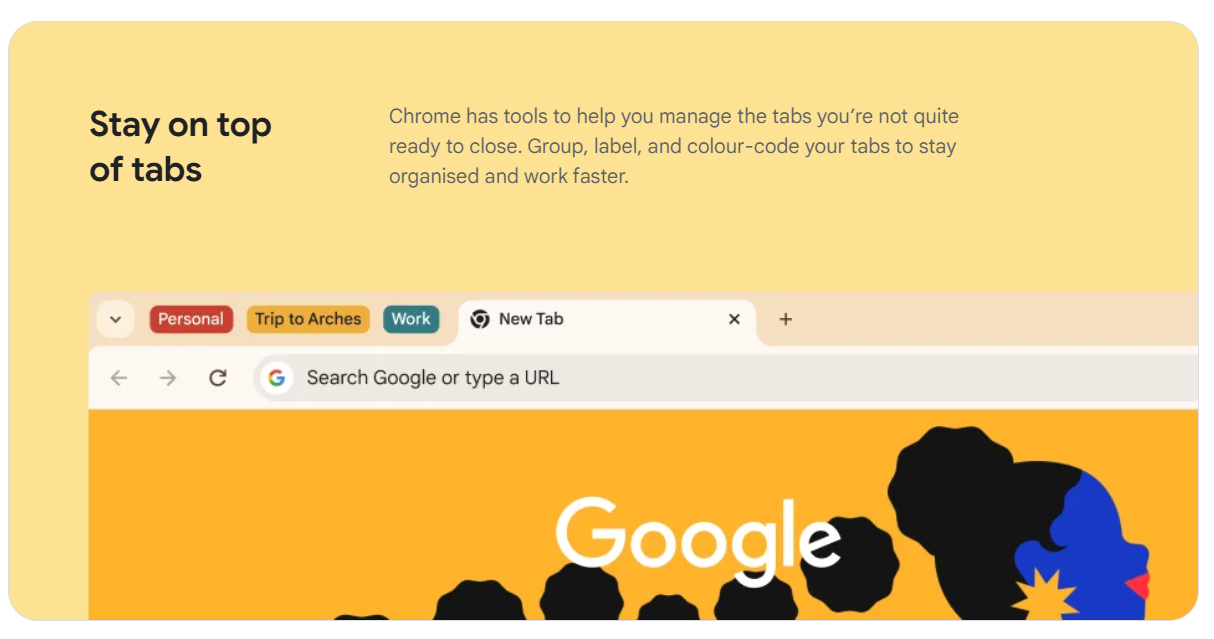 Stay on top
of tabs
Chrome has tools to help you manage the tabs you’re not quite
ready to close. Group, label, and colour-code your tabs to stay
organised and work faster.
Personal Trip to Arches Work New Tab
Search Google or type a URL
Google